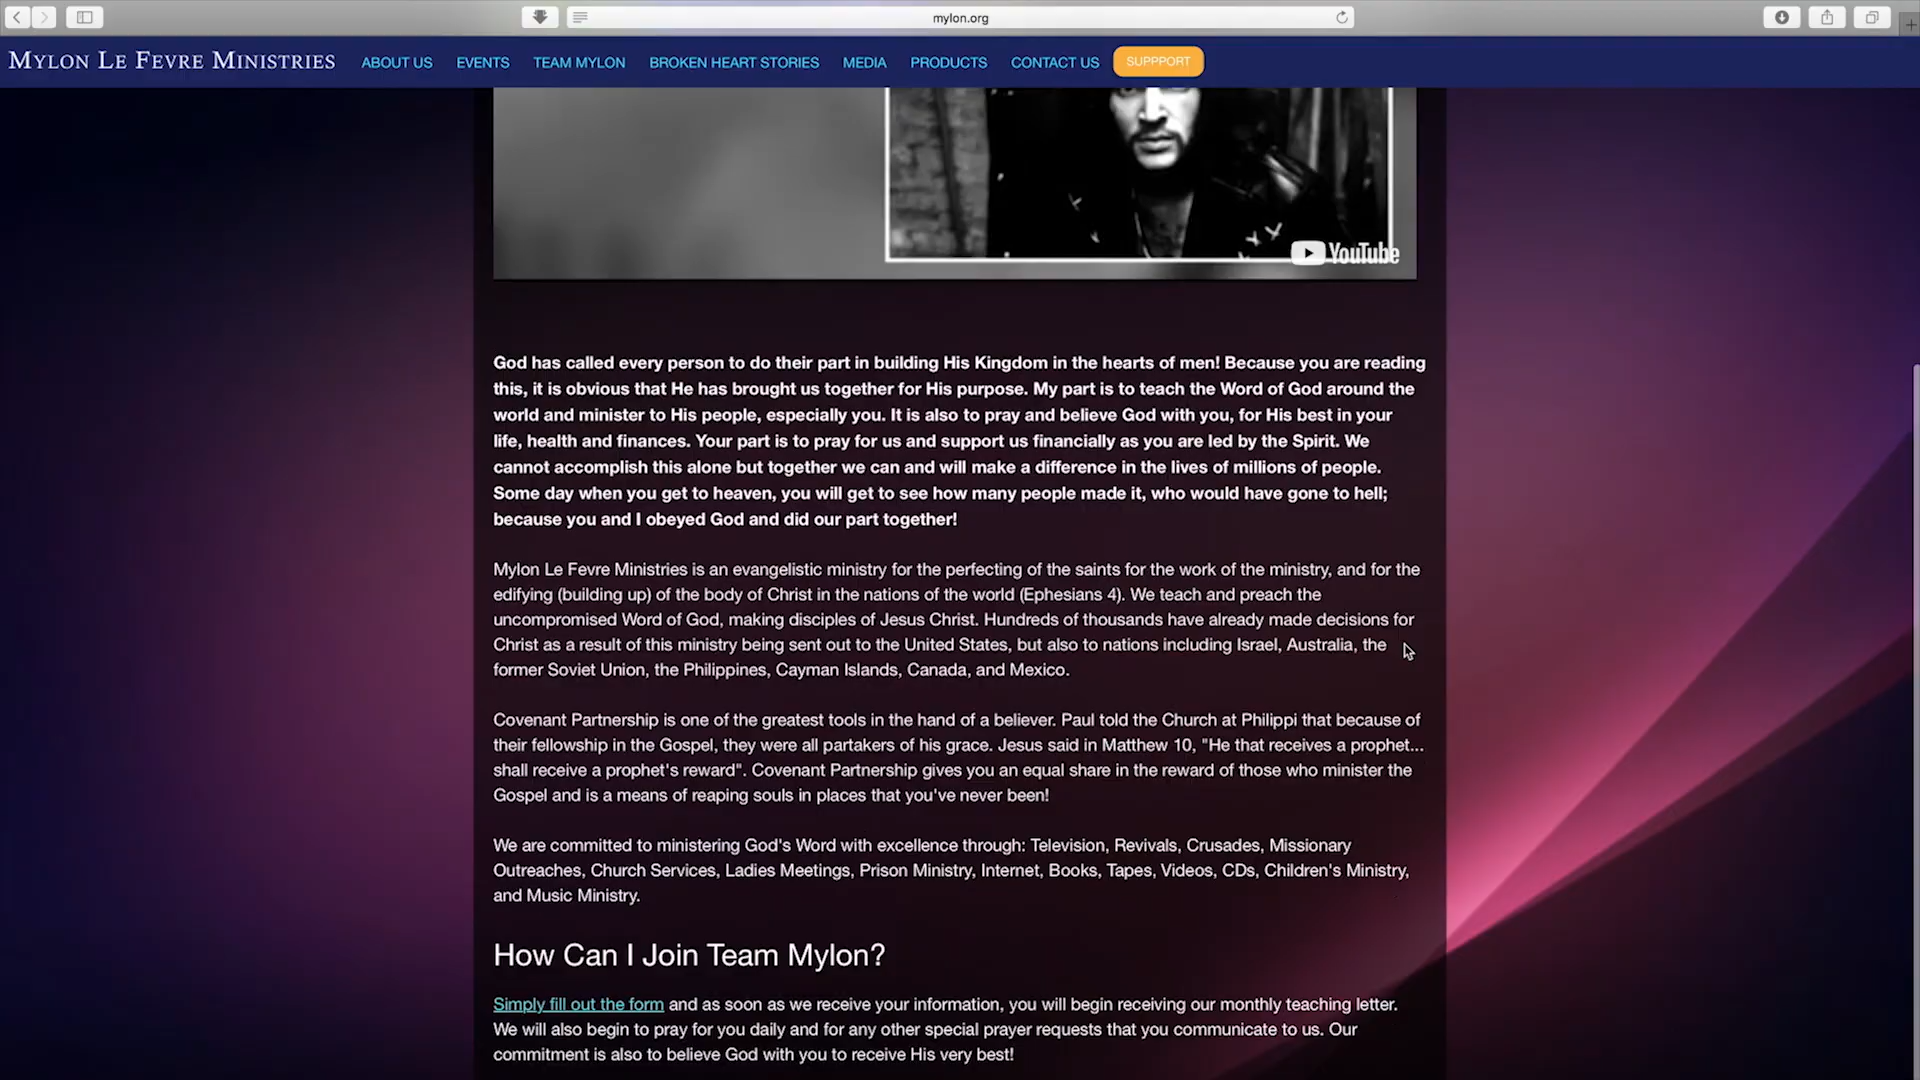 mylon.org
MYLON LE FEVRE MINISTRIES ABOUT US EVENTS TEAM MYLON BROKEN HEART STORIES MEDIA PRODUCTS CONTACT US SUPPPORT
YouTube
God has called every person to do their part in building His Kingdom in the hearts of men! Because you are reading
this, it is obvious that He has brought us together for His purpose. My part is to teach the Word of God around the
world and minister to His people, especially you. It is also to pray and believe God with you, for His best in your
life, health and finances. Your part is to pray for us and support us financially as you are led by the Spirit. We
cannot accomplish this alone but together we can and will make a difference in the lives of millions of people.
Some day when you get to heaven, you will get to see how many people made it, who would have gone to hell;
because you and I obeyed God and did our part together!
Mylon Le Fevre Ministries is an evangelistic ministry for the perfecting of the saints for the work of the ministry, and for the
edifying (building up) of the body of Christ in the nations of the world (Ephesians 4). We teach and preach the
uncompromised Word of God, making disciples of Jesus Christ. Hundreds of thousands have already made decisions for
Christ as a result of this ministry being sent out to the United States, but also to nations including Israel, Australia, the
former Soviet Union, the Philippines, Cayman Islands, Canada, and Mexico.
Covenant Partnership is one of the greatest tools in the hand of a believer. Paul told the Church at Philippi that because of
their fellowship in the Gospel, they were all partakers of his grace. Jesus said in Matthew 10, "He that receives a prophet...
shall receive a prophet's reward". Covenant Partnership gives you an equal share in the reward of those who minister the
Gospel and is a means of reaping souls in places that you've never been!
We are committed to ministering God's Word with excellence through: Television, Revivals, Crusades, Missionary
Outreaches, Church Services, Ladies Meetings, Prison Ministry, Internet, Books, Tapes, Videos, CDs, Children's Ministry,
and Music Ministry.
How Can I Join Team Mylon?
Simply fill out the form and as soon as we receive your information, you will begin receiving our monthly teaching letter.
We will also begin to pray for you daily and for any other special prayer requests that you communicate to us. Our
commitment is also to believe God with you to receive His very best!